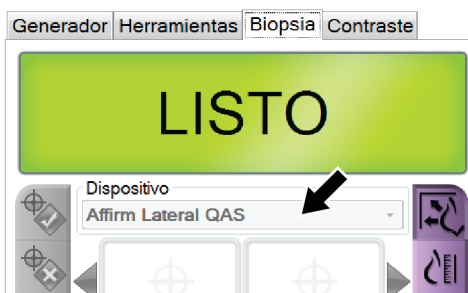 Generador Herramientas Biopsia Contraste
LISTO
Dispositivo
Affirm Lateral QAS